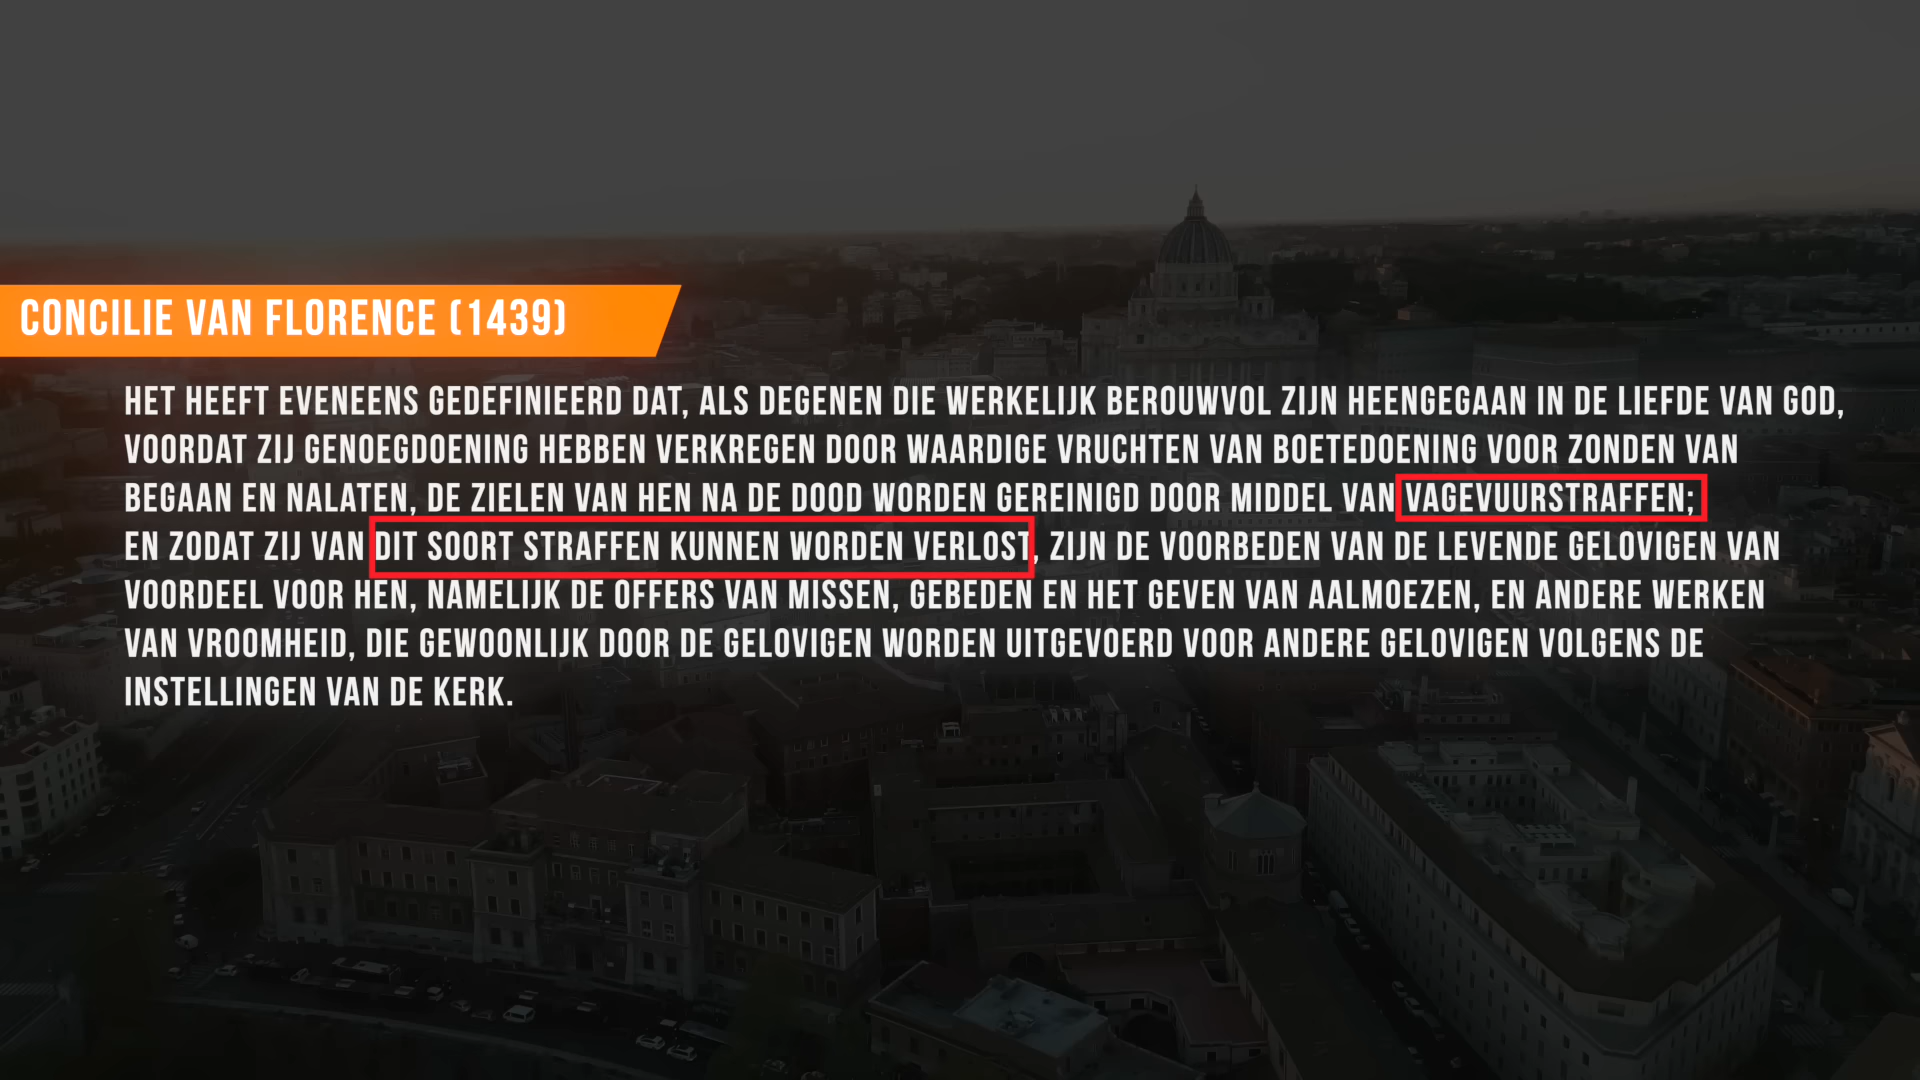 CONCILIE VAN FLORENCE (1439)
HET HEEFT EVENEENS GEDEFINIEERD DAT, ALS DEGENEN DIE WERKELIJK BEROUWVOL ZIJN HEENGEGAAN IN DE LIEFDE VAN GOD,
VOORDAT ZIJ GENOEGDOENING HEBBEN VERKREGEN DOOR WAARDIGE VRUCHTEN VAN BOETEDOENING VOOR ZONDEN VAN
BEGAAN EN NALATEN, DE ZIELEN VAN HEN NA DE DOOD WORDEN GEREINIGD DOOR MIDDEL VAN VAGEVUURSTRAFFEN;
EN ZODAT ZIJ VAN DIT SOORT STRAFFEN KUNNEN WORDEN VERLOST, ZIJN DE VOORBEDEN VAN DE LEVENDE GELOVIGEN VAN
VOORDEEL VOOR HEN, NAMELIJK DE OFFERS VAN MISSEN, GEBEDEN EN HET GEVEN VAN AALMOEZEN, EN ANDERE WERKEN
VAN VROOMHEID, DIE GEWOONLIJK DOOR DE GELOVIGEN WORDEN UITGEVOERD VOOR ANDERE GELOVIGEN VOLGENS DE
INSTELLINGEN VAN DE KERK.